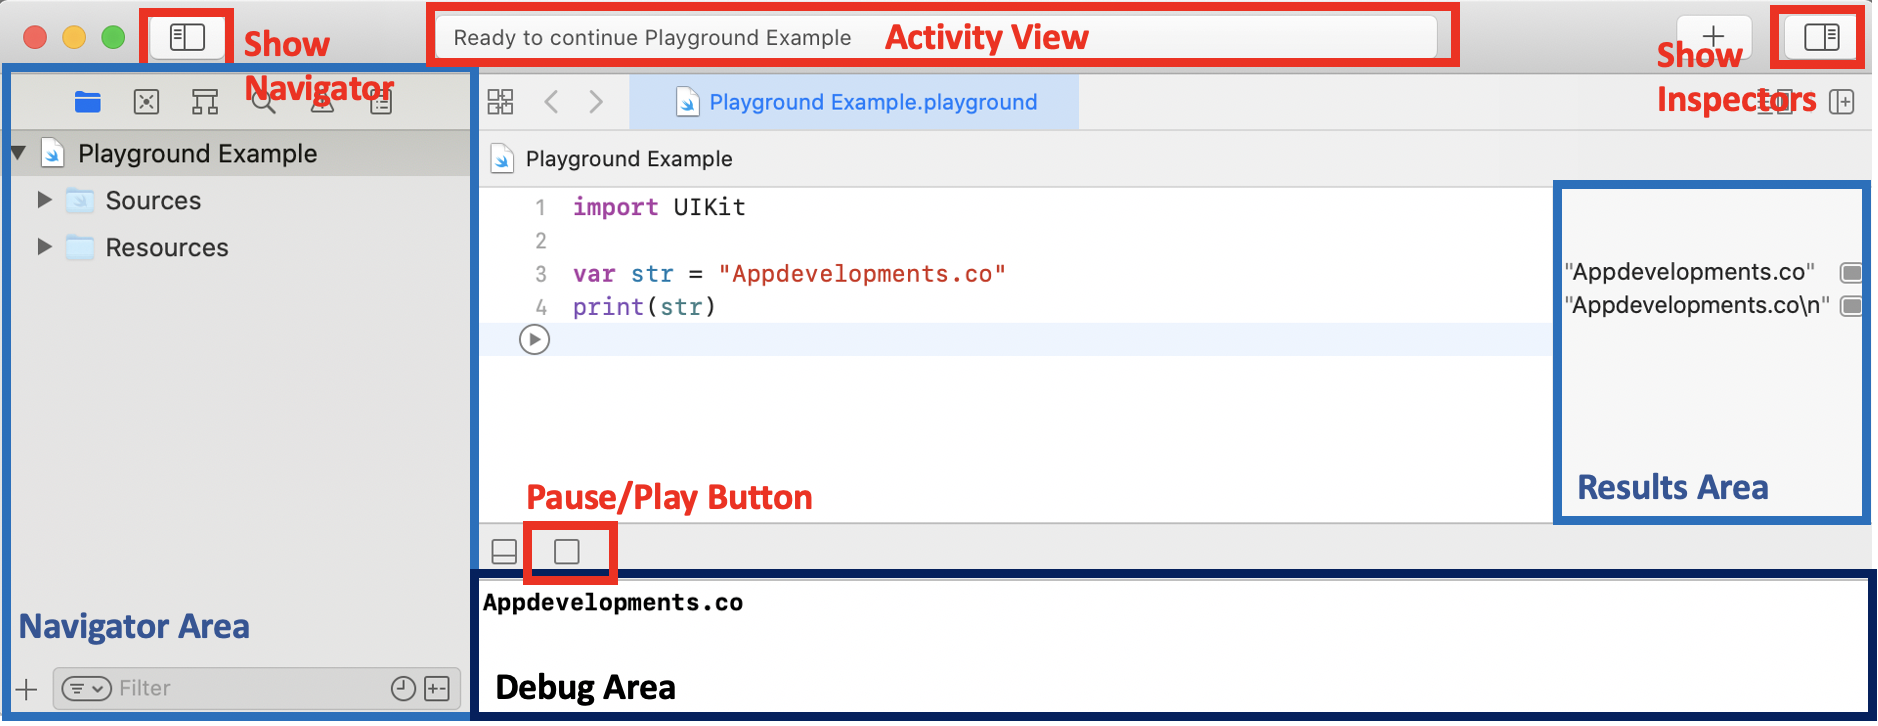 Ready to continue Playground Example
Activity View
Show
Navigator
Show
Inspectors
Playground Example.playground
Playground Example
Sources
Resources
Playground Example
1 import UIKit
2
3 var str = "Appdevelopments.co"
4 print(str)
"Appdevelopments.co"
"Appdevelopments.co\n"
Results Area
Pause/Play Button
Appdevelopments.co
Debug Area
Navigator Area
Filter